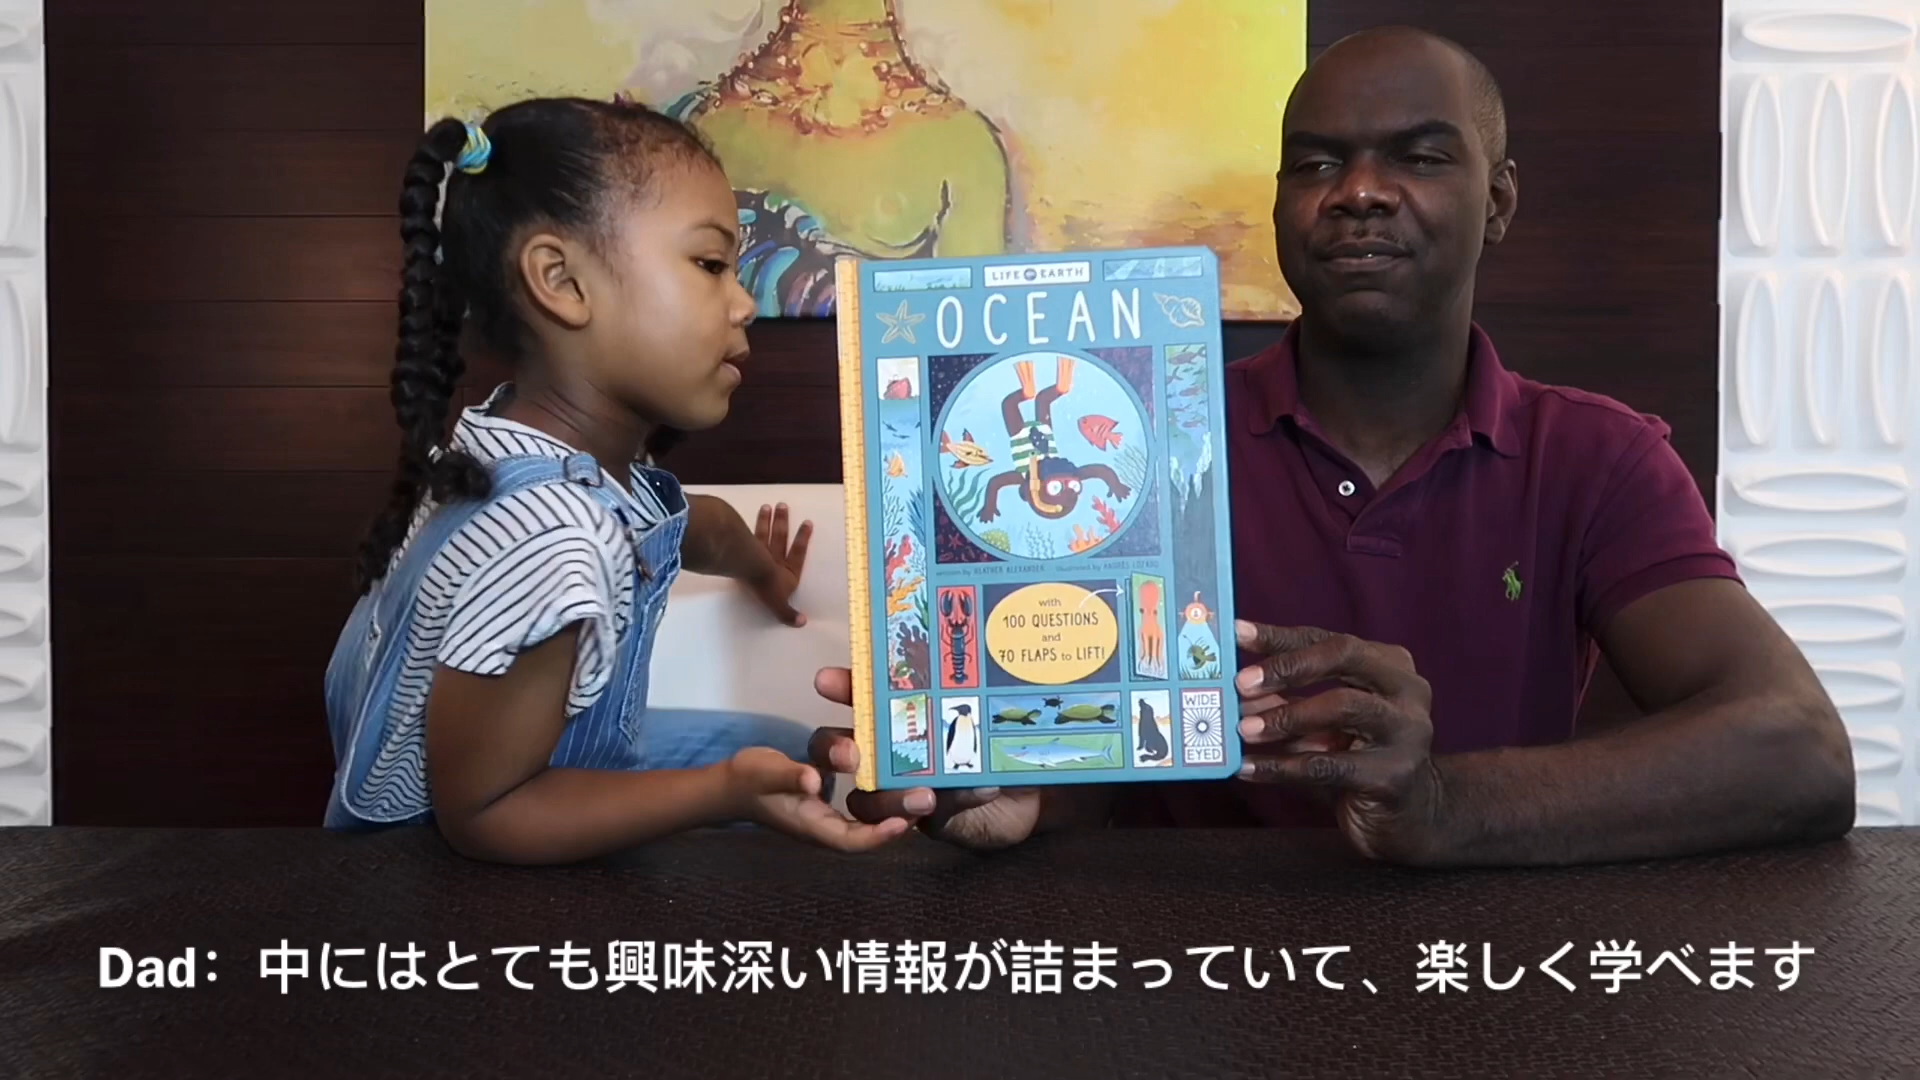 LIFE ON EARTH
OCEAN
written by HEATHER ALEXANDER illustrated by ANDRÉS LOZANO
with
100 QUESTIONS
and
70 FLAPS to LIFT!
WIDE
EYED
Dad：中にはとても興味深い情報が詰まっていて、楽しく学べます